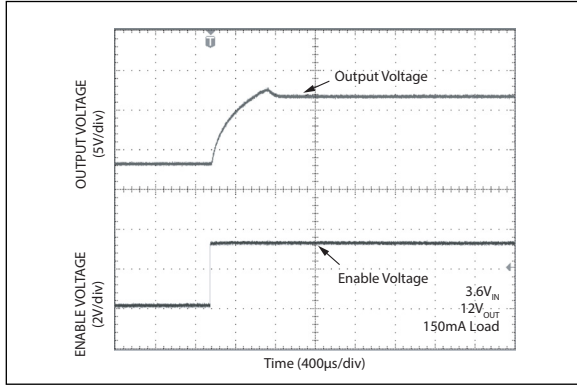 T
Output Voltage
OUTPUT VOLTAGE
(5V/div)
Enable Voltage
ENABLE VOLTAGE
(2V/div)
3.6VIN
12VOUT
150mA Load
Time (400µs/div)